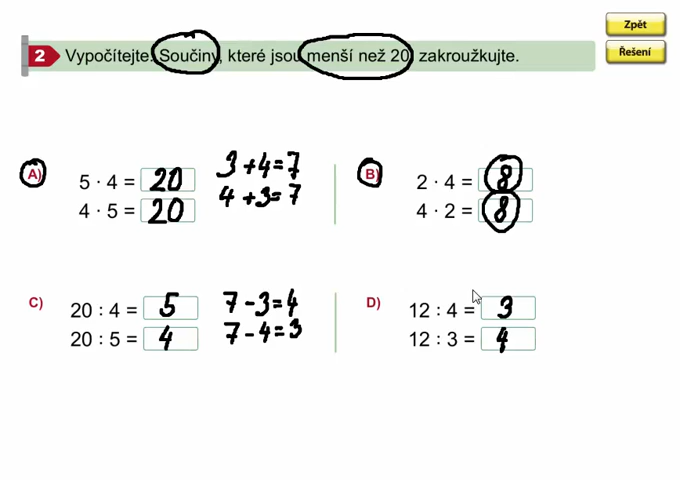 Zpět
2 Vypočítejte. Součiny, které jsou menší než 20, zakroužkujte.
Řešení
A)
5 · 4 = 20
4 · 5 = 20
3 + 4 = 7
4 + 3 = 7
B)
2 · 4 = 8
4 · 2 = 8
C)
20 : 4 = 5
20 : 5 = 4
7 - 3 = 4
7 - 4 = 3
D)
12 : 4 = 3
12 : 3 = 4